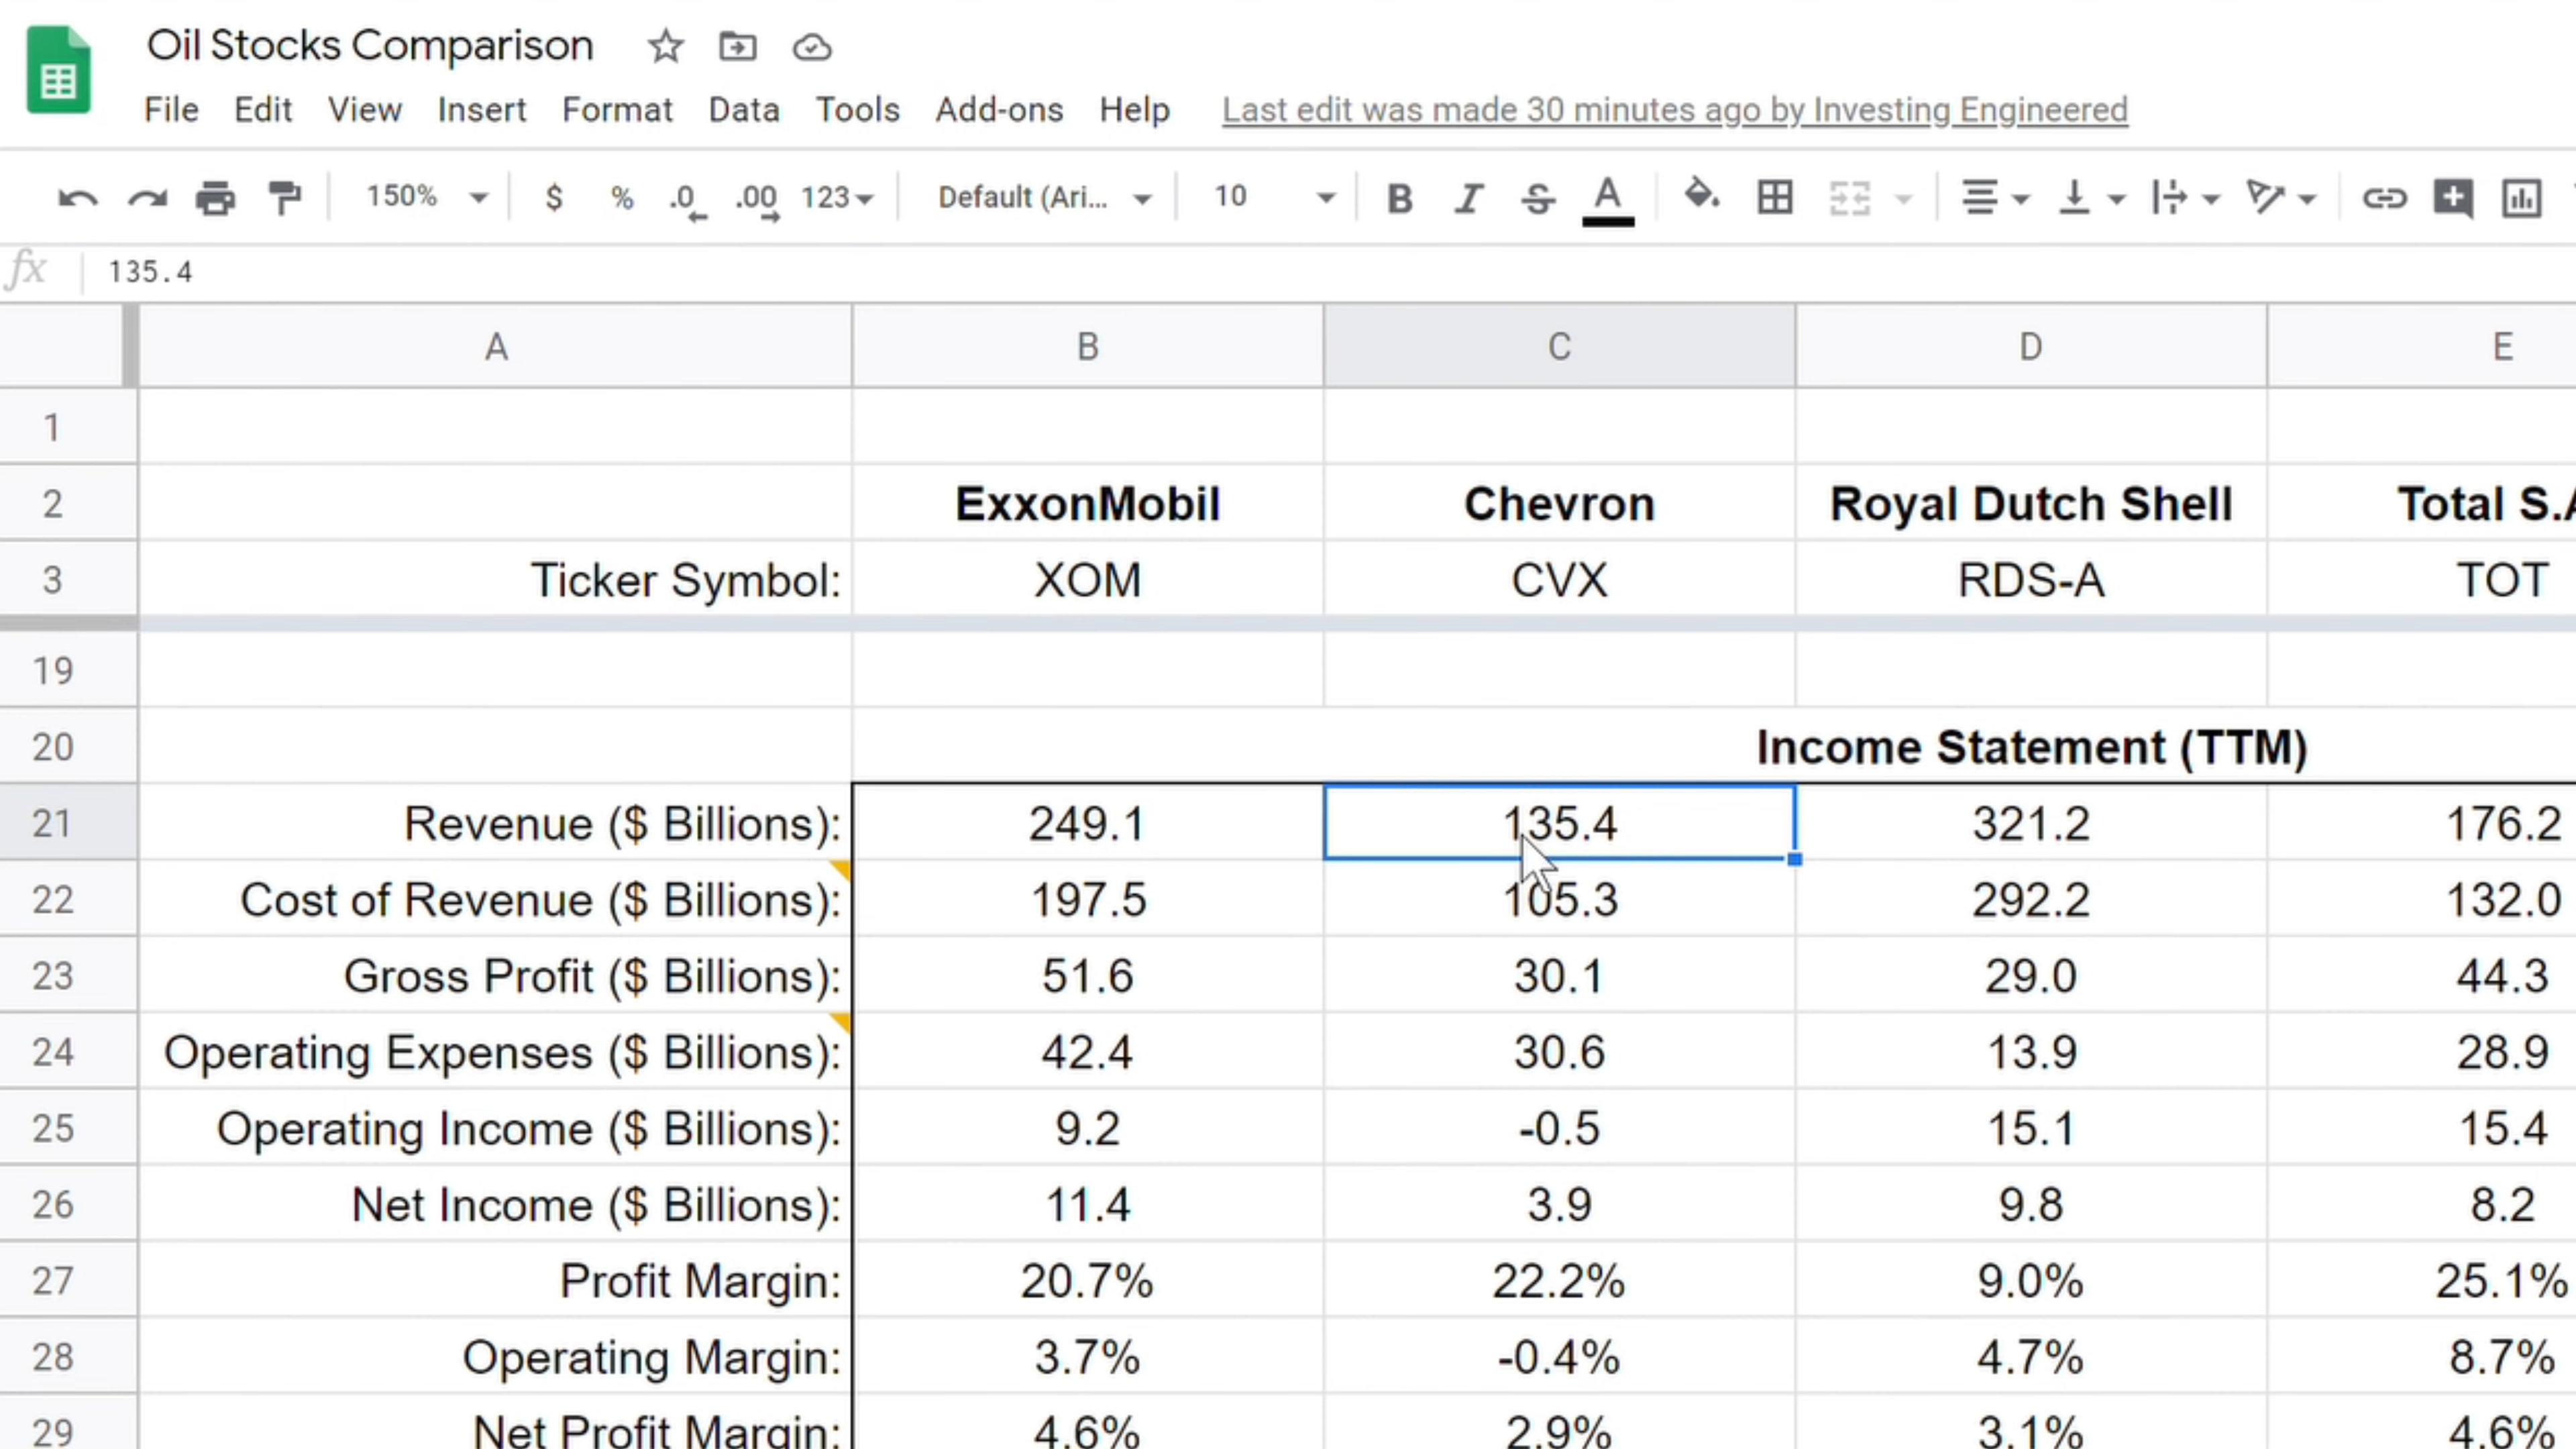 Oil Stocks Comparison
File Edit View Insert Format Data Tools Add-ons Help Last edit was made 30 minutes ago by Investing Engineered
150% $ % .0 .00 123 Default (Ari... 10 B I S A
fx 135.4
A B C D E
1
2 ExxonMobil Chevron Royal Dutch Shell Total S.A
3 Ticker Symbol: XOM CVX RDS-A TOT
19
20 Income Statement (TTM)
21 Revenue ($ Billions): 249.1 135.4 321.2 176.2
22 Cost of Revenue ($ Billions): 197.5 105.3 292.2 132.0
23 Gross Profit ($ Billions): 51.6 30.1 29.0 44.3
24 Operating Expenses ($ Billions): 42.4 30.6 13.9 28.9
25 Operating Income ($ Billions): 9.2 -0.5 15.1 15.4
26 Net Income ($ Billions): 11.4 3.9 9.8 8.2
27 Profit Margin: 20.7% 22.2% 9.0% 25.1%
28 Operating Margin: 3.7% -0.4% 4.7% 8.7%
29 Net Profit Margin: 4.6% 2.9% 3.1% 4.6%